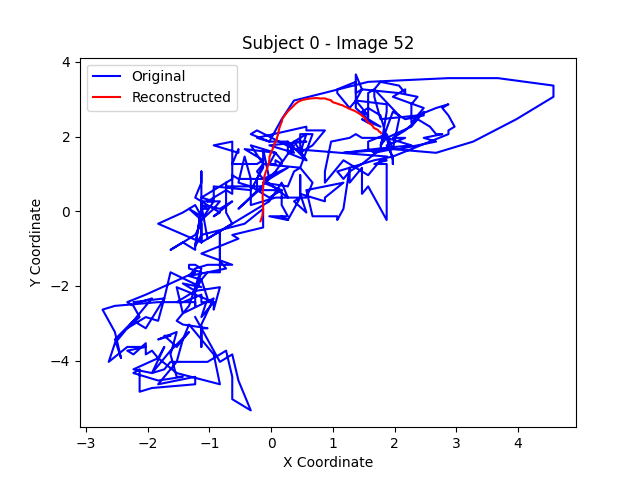 Subject 0 - Image 52
Original
Reconstructed
Y Coordinate
4
2
0
−2
−4
−3
−2
−1
0
1
2
3
4
X Coordinate